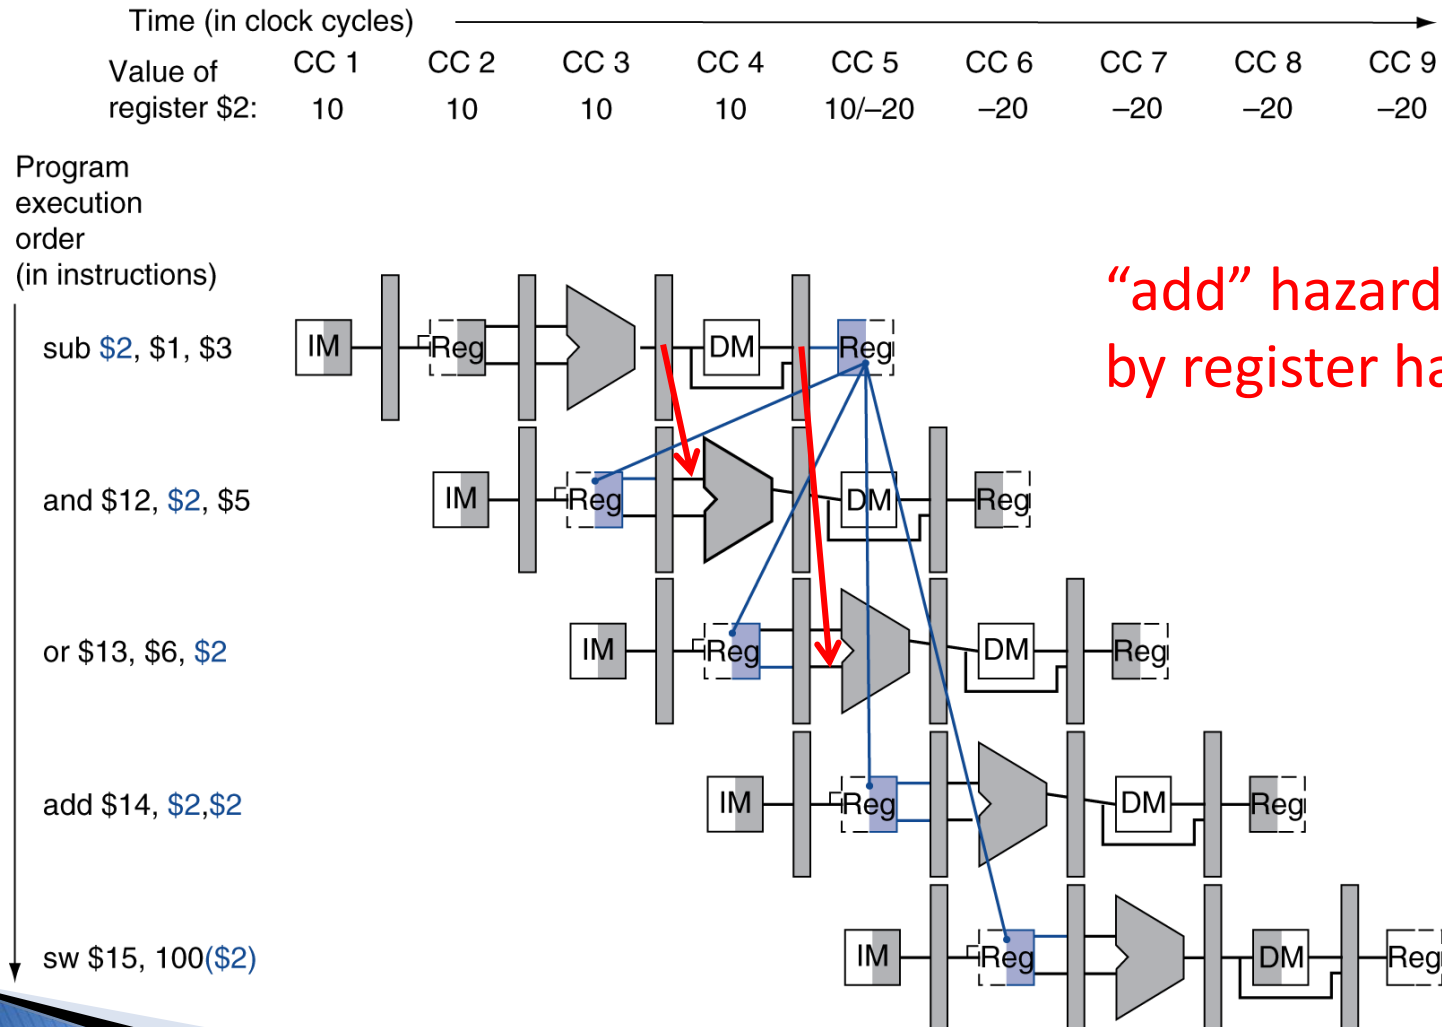 Time (in clock cycles)
Value of register $2:
CC 1 CC 2 CC 3 CC 4 CC 5 CC 6 CC 7 CC 8 CC 9
10 10 10 10 10/–20 –20 –20 –20 –20
Program
execution
order
(in instructions)
“add” hazard
by register
sub $2, $1, $3
IM Reg DM Reg
and $12, $2, $5
IM Reg DM Reg
or $13, $6, $2
IM Reg DM Reg
add $14, $2,$2
IM Reg DM Reg
sw $15, 100($2)
IM Reg DM Reg